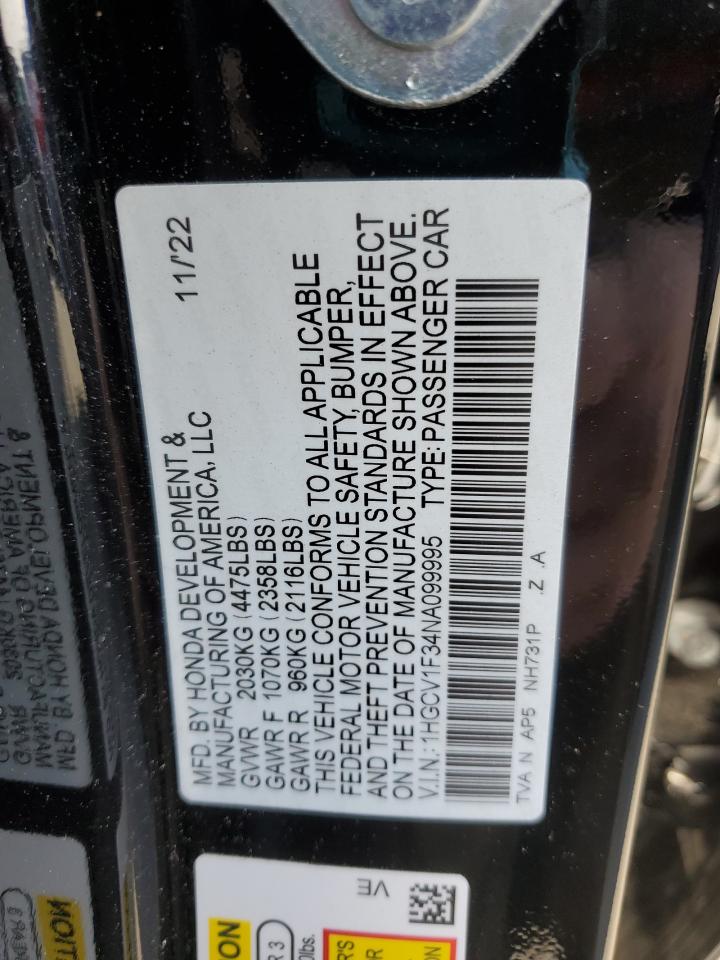 MFD. BY HONDA DEVELOPMENT & 11/'22
MANUFACTURING OF AMERICA, LLC
GVWR 2030KG (4475LBS)
GAWR F 1070KG (2358LBS)
GAWR R 960KG (2116LBS)
THIS VEHICLE CONFORMS TO ALL APPLICABLE
FEDERAL MOTOR VEHICLE SAFETY, BUMPER,
AND THEFT PREVENTION STANDARDS IN EFFECT
ON THE DATE OF MANUFACTURE SHOWN ABOVE.
V.I.N.: 1HGCV1F34NA099995 TYPE: PASSENGER CAR
TVA N AP5 NH731P .Z .A
VE